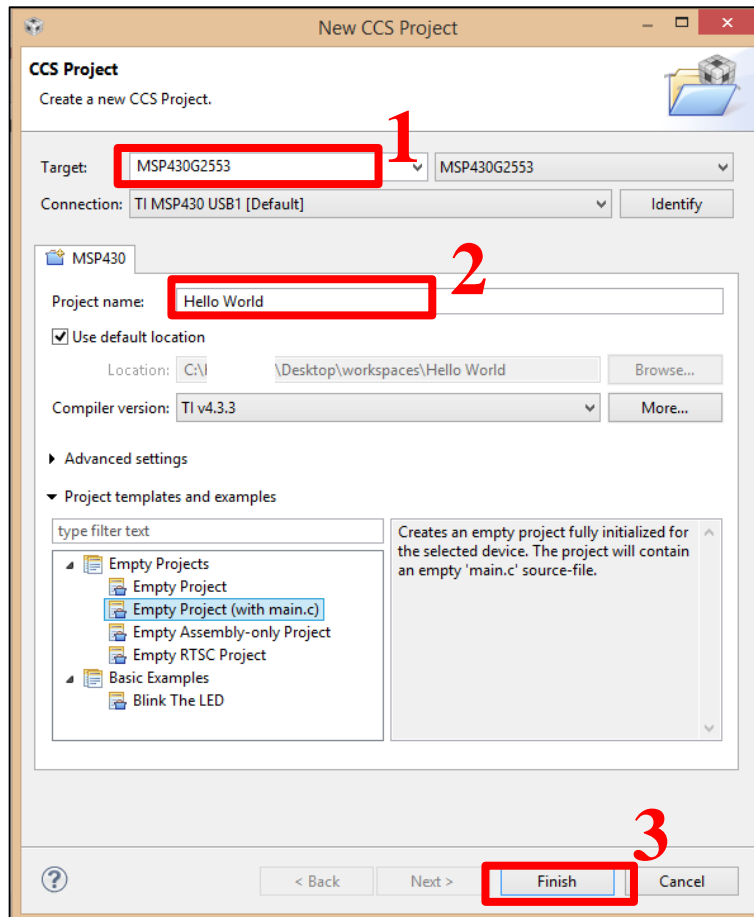 New CCS Project
CCS Project
Create a new CCS Project.
1
Target: MSP430G2553 MSP430G2553
Connection: TI MSP430 USB1 [Default] Identify
MSP430
2
Project name: Hello World
Use default location
Location: C:\ \Desktop\workspaces\Hello World Browse...
Compiler version: TI v4.3.3 More...
Advanced settings
Project templates and examples
type filter text
Empty Projects
Empty Project
Empty Project (with main.c)
Empty Assembly-only Project
Empty RTSC Project
Basic Examples
Blink The LED
Creates an empty project fully initialized for
the selected device. The project will contain
an empty 'main.c' source-file.
3
? < Back Next > Finish Cancel